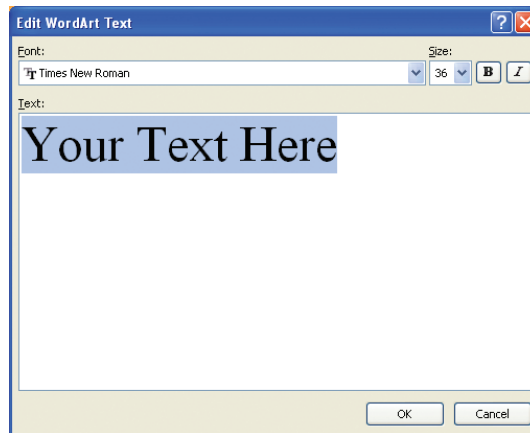 Edit WordArt Text
Font:
Size:
Times New Roman
36
B
I
Text:
Your Text Here
OK
Cancel